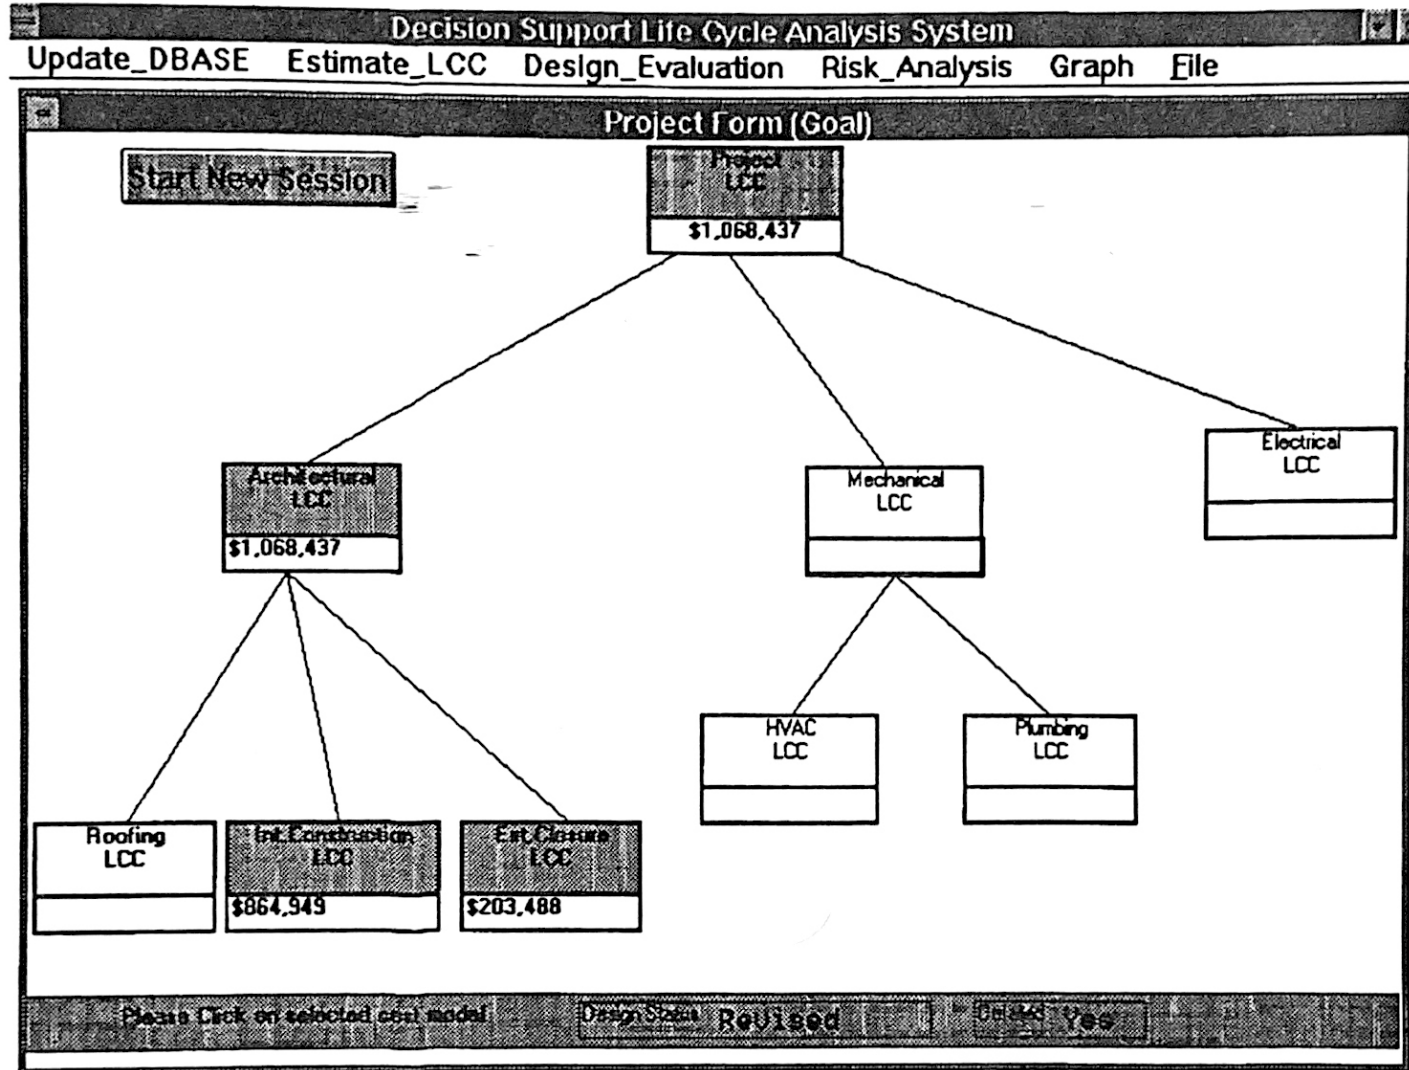 Decision Support Life Cycle Analysis System
Update_DBASE Estimate_LCC Design_Evaluation Risk_Analysis Graph File
Project Form (Goal)
Start New Session
Project
LCC
$1,068,437
Architectural
LCC
$1,068,437
Mechanical
LCC
Electrical
LCC
HVAC
LCC
Plumbing
LCC
Roofing
LCC
Int.Construction
LCC
$864,949
Ext.Closure
LCC
$203,488
Please Click on selected cost model
Design Status Revised
Yes